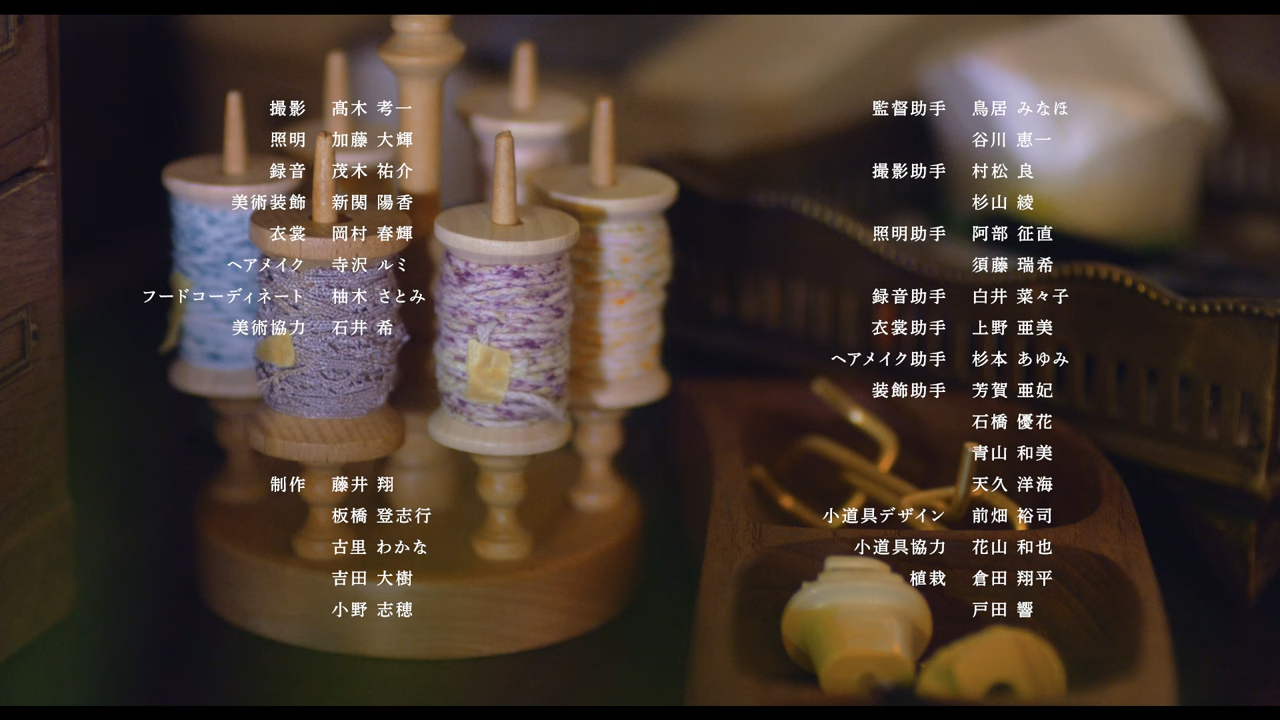 撮影 髙木 考一
照明 加藤 大輝
録音 茂木 祐介
美術装飾 新関 陽香
衣裳 岡村 春輝
ヘアメイク 寺沢 ルミ
フードコーディネート 柚木 さとみ
美術協力 石井 希
制作 藤井 翔
板橋 登志行
古里 わかな
吉田 大樹
小野 志穂
監督助手 鳥居 みなほ
谷川 恵一
撮影助手 村松 良
杉山 綾
照明助手 阿部 征直
須藤 瑞希
録音助手 白井 菜々子
衣裳助手 上野 亜美
ヘアメイク助手 杉本 あゆみ
装飾助手 芳賀 亜妃
石橋 優花
青山 和美
天久 洋海
小道具デザイン 前畑 裕司
小道具協力 花山 和也
植栽 倉田 翔平
戸田 響